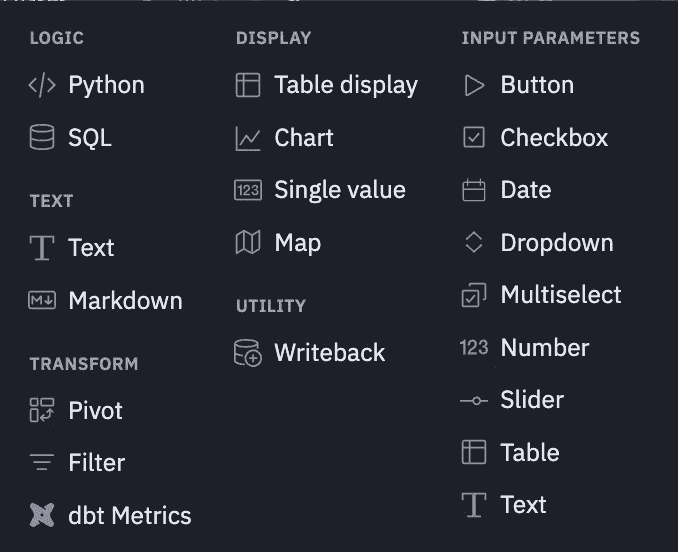 LOGIC
</> Python
SQL
TEXT
Text
M↓ Markdown
TRANSFORM
Pivot
Filter
dbt Metrics
DISPLAY
Table display
Chart
123 Single value
Map
UTILITY
Writeback
INPUT PARAMETERS
Button
Checkbox
Date
Dropdown
Multiselect
123 Number
Slider
Table
Text